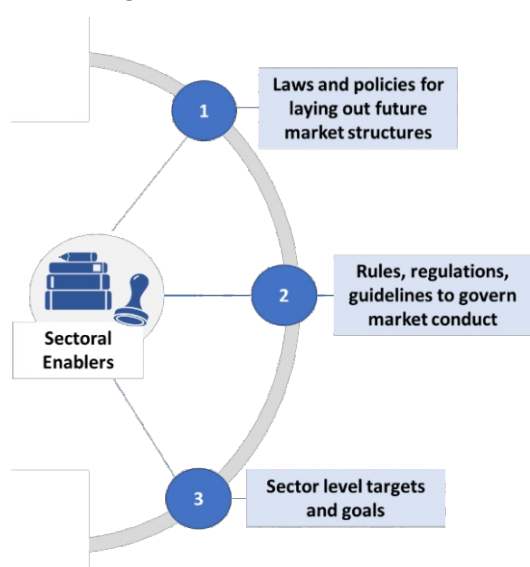 1
Laws and policies for
laying out future
market structures
2
Rules, regulations,
guidelines to govern
market conduct
Sectoral
Enablers
3
Sector level targets
and goals